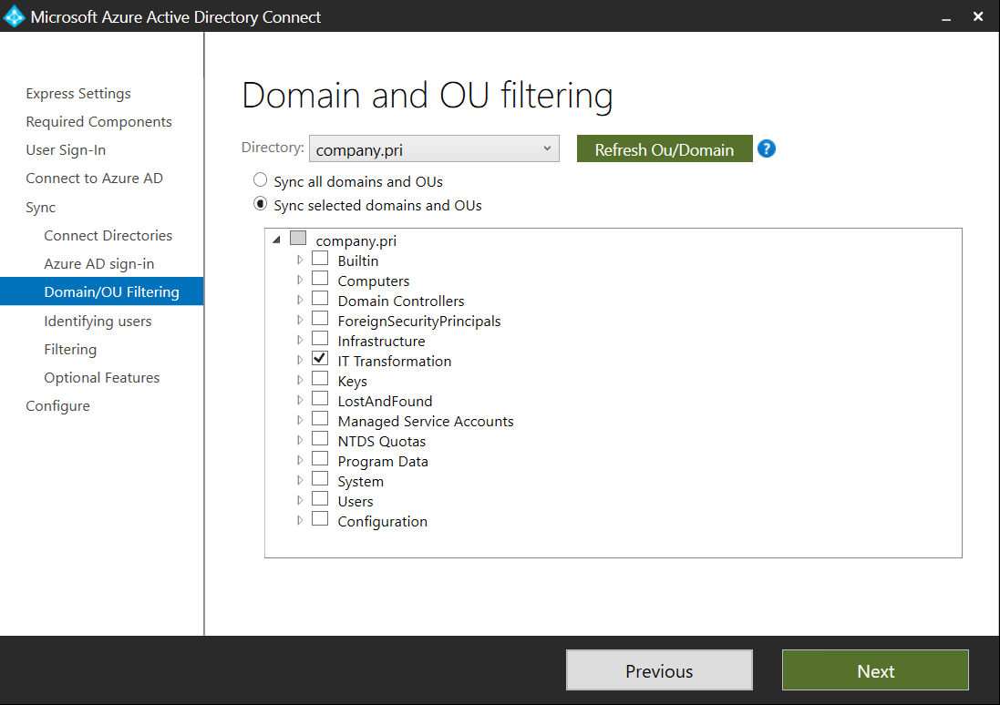 Microsoft Azure Active Directory Connect
Express Settings
Required Components
User Sign-In
Connect to Azure AD
Sync
Connect Directories
Azure AD sign-in
Domain/OU Filtering
Identifying users
Filtering
Optional Features
Configure
Domain and OU filtering
Directory: company.pri Refresh Ou/Domain ?
Sync all domains and OUs
Sync selected domains and OUs
company.pri
Builtin
Computers
Domain Controllers
ForeignSecurityPrincipals
Infrastructure
IT Transformation
Keys
LostAndFound
Managed Service Accounts
NTDS Quotas
Program Data
System
Users
Configuration
Previous Next